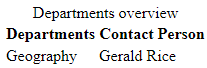 Departments overview
Departments Contact Person
Geography Gerald Rice